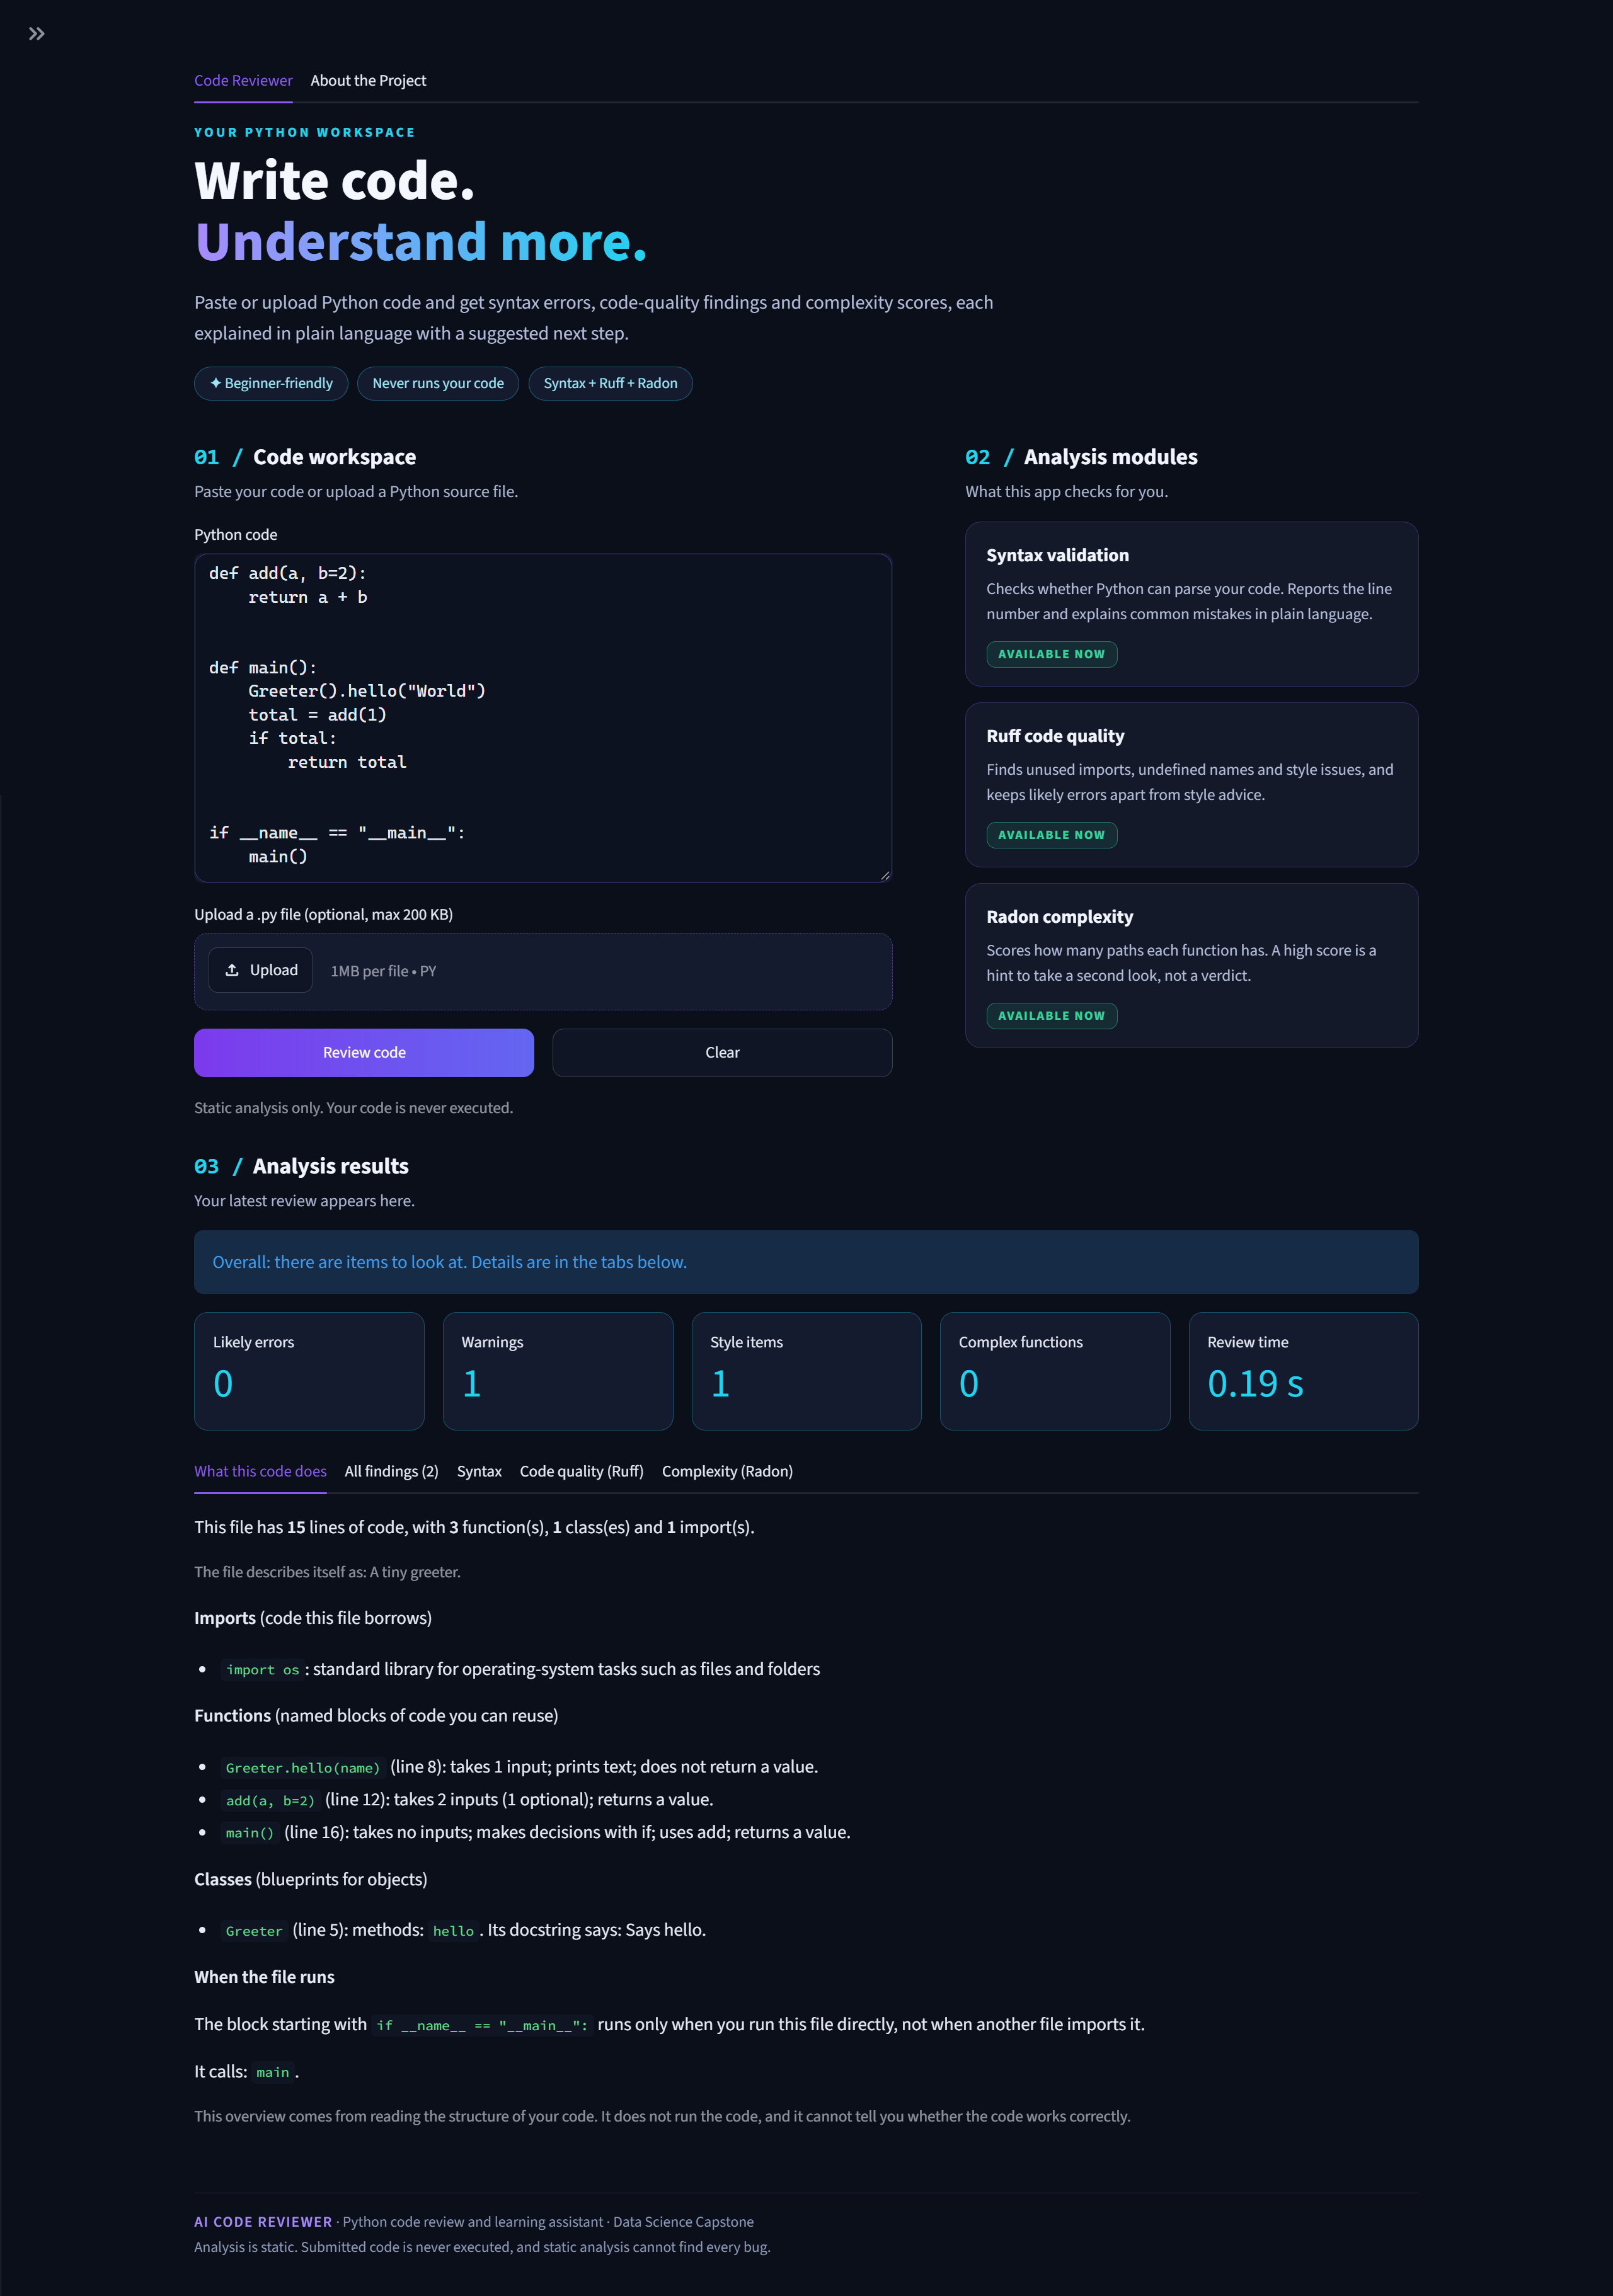 Code Reviewer
About the Project
YOUR PYTHON WORKSPACE
Write code.
Understand more.
Paste or upload Python code and get syntax errors, code-quality findings and complexity scores, each
explained in plain language with a suggested next step.
✦ Beginner-friendly
Never runs your code
Syntax + Ruff + Radon
01 / Code workspace
Paste your code or upload a Python source file.
Python code
def add(a, b=2):
    return a + b
def main():
    Greeter().hello("World")
    total = add(1)
    if total:
        return total
if __name__ == "__main__":
    main()
Upload a .py file (optional, max 200 KB)
Upload
1MB per file • PY
Review code
Clear
Static analysis only. Your code is never executed.
02 / Analysis modules
What this app checks for you.
Syntax validation
Checks whether Python can parse your code. Reports the line
number and explains common mistakes in plain language.
AVAILABLE NOW
Ruff code quality
Finds unused imports, undefined names and style issues, and
keeps likely errors apart from style advice.
AVAILABLE NOW
Radon complexity
Scores how many paths each function has. A high score is a
hint to take a second look, not a verdict.
AVAILABLE NOW
03 / Analysis results
Your latest review appears here.
Overall: there are items to look at. Details are in the tabs below.
Likely errors
0
Warnings
1
Style items
1
Complex functions
0
Review time
0.19 s
What this code does
All findings (2)
Syntax
Code quality (Ruff)
Complexity (Radon)
This file has 15 lines of code, with 3 function(s), 1 class(es) and 1 import(s).
The file describes itself as: A tiny greeter.
Imports (code this file borrows)
• import os : standard library for operating-system tasks such as files and folders
Functions (named blocks of code you can reuse)
• Greeter.hello(name) (line 8): takes 1 input; prints text; does not return a value.
• add(a, b=2) (line 12): takes 2 inputs (1 optional); returns a value.
• main() (line 16): takes no inputs; makes decisions with if; uses add; returns a value.
Classes (blueprints for objects)
• Greeter (line 5): methods: hello . Its docstring says: Says hello.
When the file runs
The block starting with if __name__ == "__main__": runs only when you run this file directly, not when another file imports it.
It calls: main .
This overview comes from reading the structure of your code. It does not run the code, and it cannot tell you whether the code works correctly.
AI CODE REVIEWER · Python code review and learning assistant · Data Science Capstone
Analysis is static. Submitted code is never executed, and static analysis cannot find every bug.